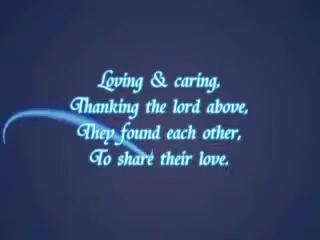 Loving & caring,
Thanking the lord above,
They found each other,
To share their love.